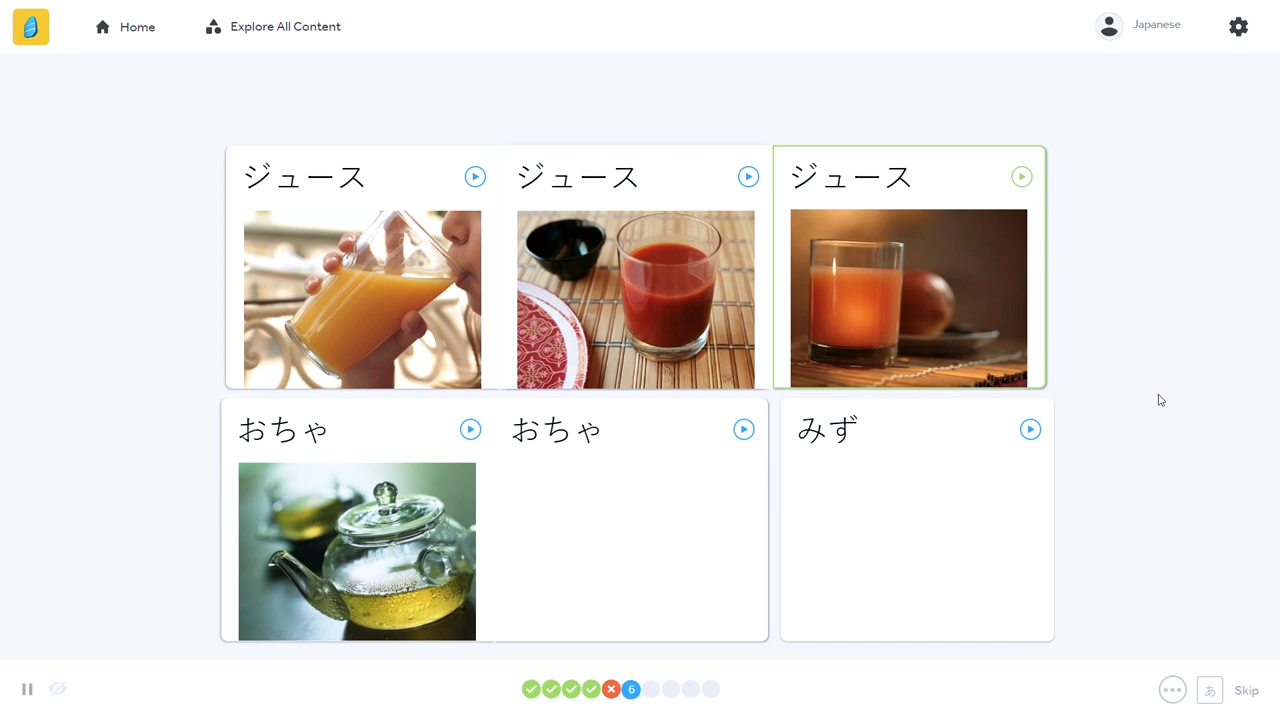 Home
Explore All Content
Japanese
ジュース
ジュース
ジュース
おちゃ
おちゃ
みず
6
あ
Skip